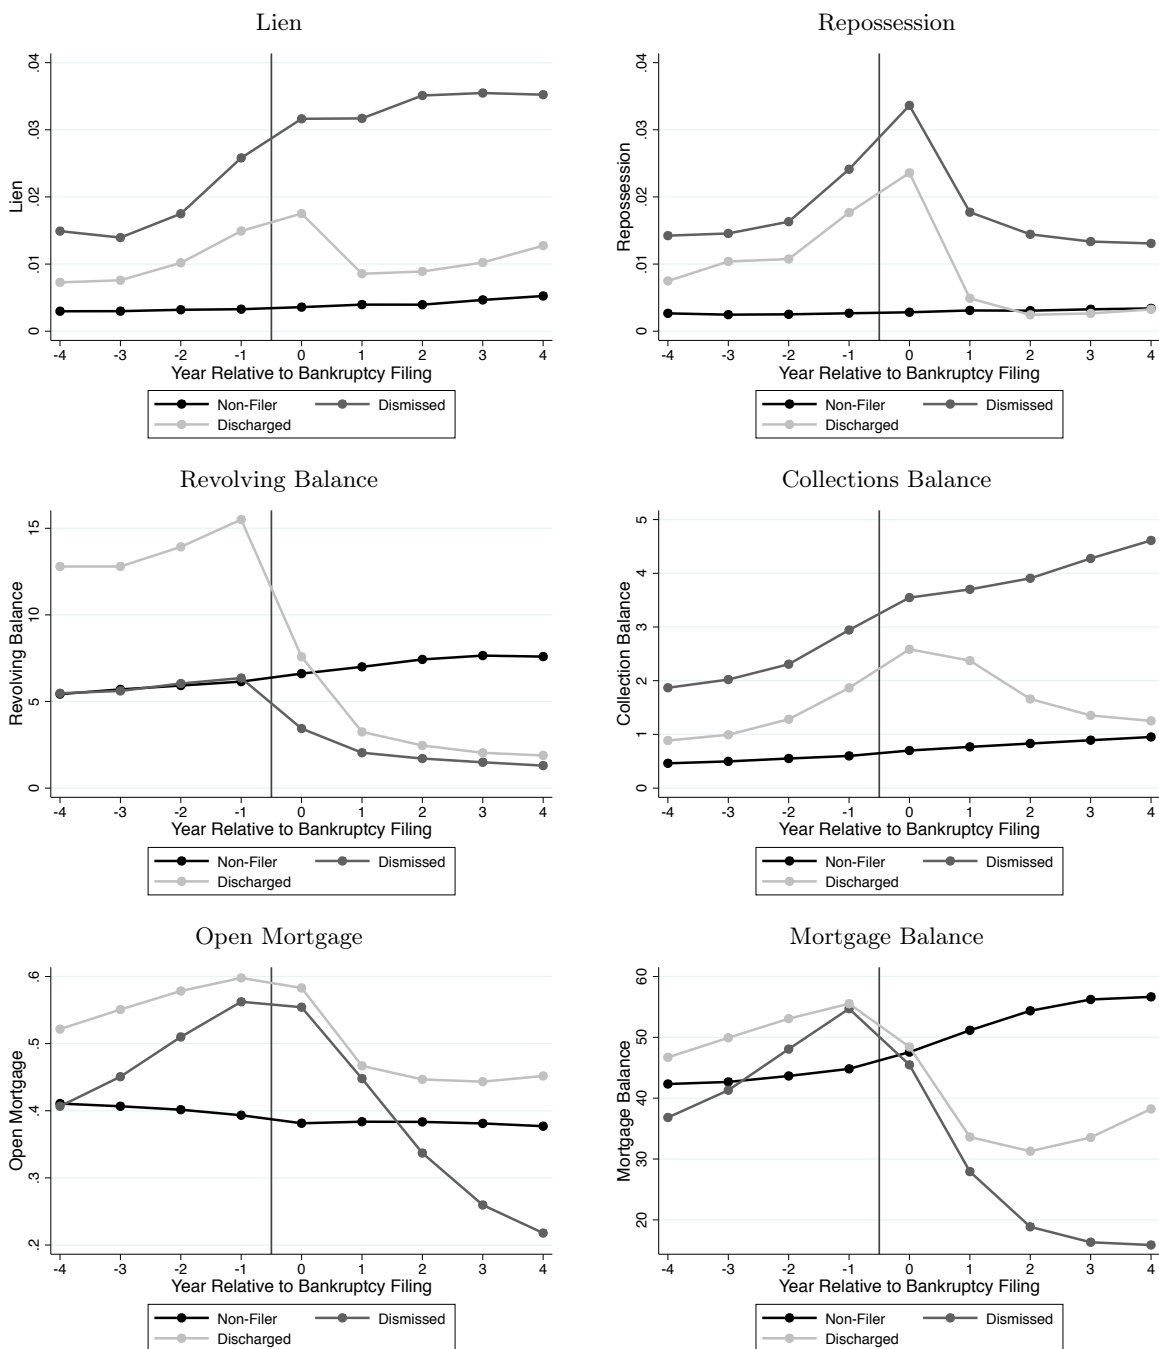 Lien
Repossession
Lien
0 .01 .02 .03 .04
-4 -3 -2 -1 0 1 2 3 4
Year Relative to Bankruptcy Filing
Non-Filer Dismissed
Discharged
Repossession
0 .01 .02 .03 .04
-4 -3 -2 -1 0 1 2 3 4
Year Relative to Bankruptcy Filing
Non-Filer Dismissed
Discharged
Revolving Balance
Collections Balance
Revolving Balance
0 5 10 15
-4 -3 -2 -1 0 1 2 3 4
Year Relative to Bankruptcy Filing
Non-Filer Dismissed
Discharged
Collection Balance
0 1 2 3 4 5
-4 -3 -2 -1 0 1 2 3 4
Year Relative to Bankruptcy Filing
Non-Filer Dismissed
Discharged
Open Mortgage
Mortgage Balance
Open Mortgage
.2 .3 .4 .5 .6
-4 -3 -2 -1 0 1 2 3 4
Year Relative to Bankruptcy Filing
Non-Filer Dismissed
Discharged
Mortgage Balance
20 30 40 50 60
-4 -3 -2 -1 0 1 2 3 4
Year Relative to Bankruptcy Filing
Non-Filer Dismissed
Discharged